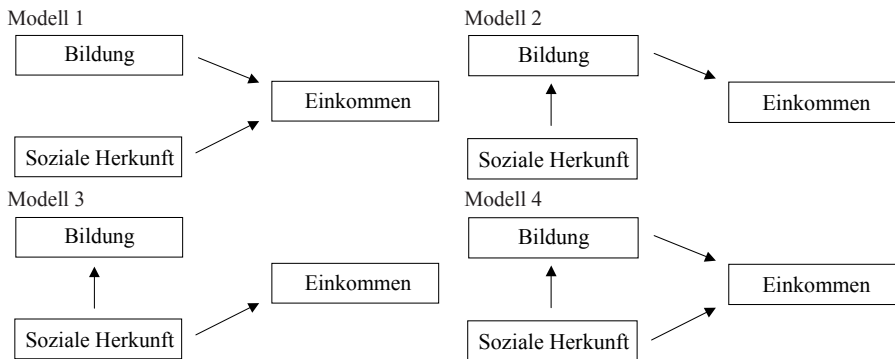 Modell 1
Bildung
Einkommen
Soziale Herkunft
Modell 2
Bildung
Einkommen
Soziale Herkunft
Modell 3
Bildung
Einkommen
Soziale Herkunft
Modell 4
Bildung
Einkommen
Soziale Herkunft